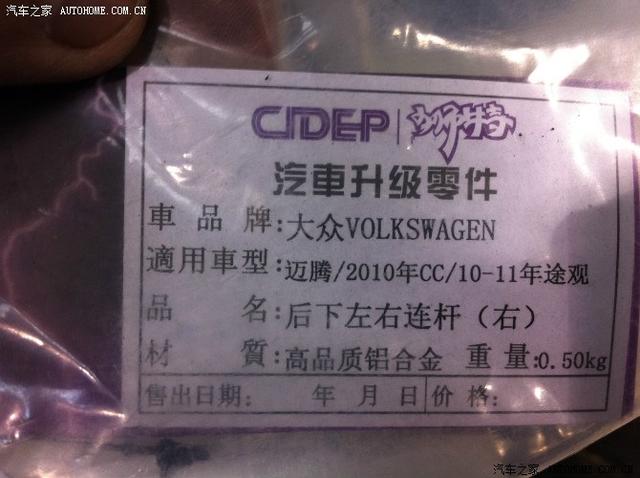 汽车之家 AUTOHOME.COM.CN
CIDEP
汽車升级零件
車品牌:大众VOLKSWAGEN
適用車型:迈腾/2010年CC/10-11年途观
品名:后下左右连杆（右）
材質:高品质铝合金 重量:0.50kg
售出日期: 年 月 日 价格:
汽车之家 AUTOHOME.COM.CN